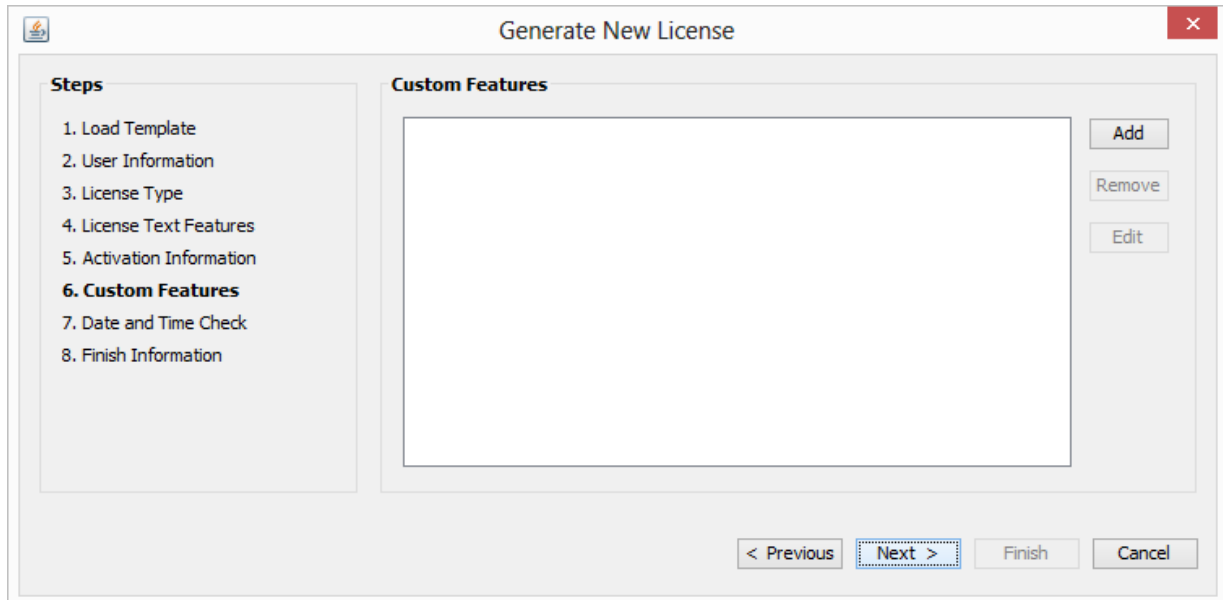 Generate New License
Steps
1. Load Template
2. User Information
3. License Type
4. License Text Features
5. Activation Information
6. Custom Features
7. Date and Time Check
8. Finish Information
Custom Features
Add
Remove
Edit
< Previous
Next >
Finish
Cancel